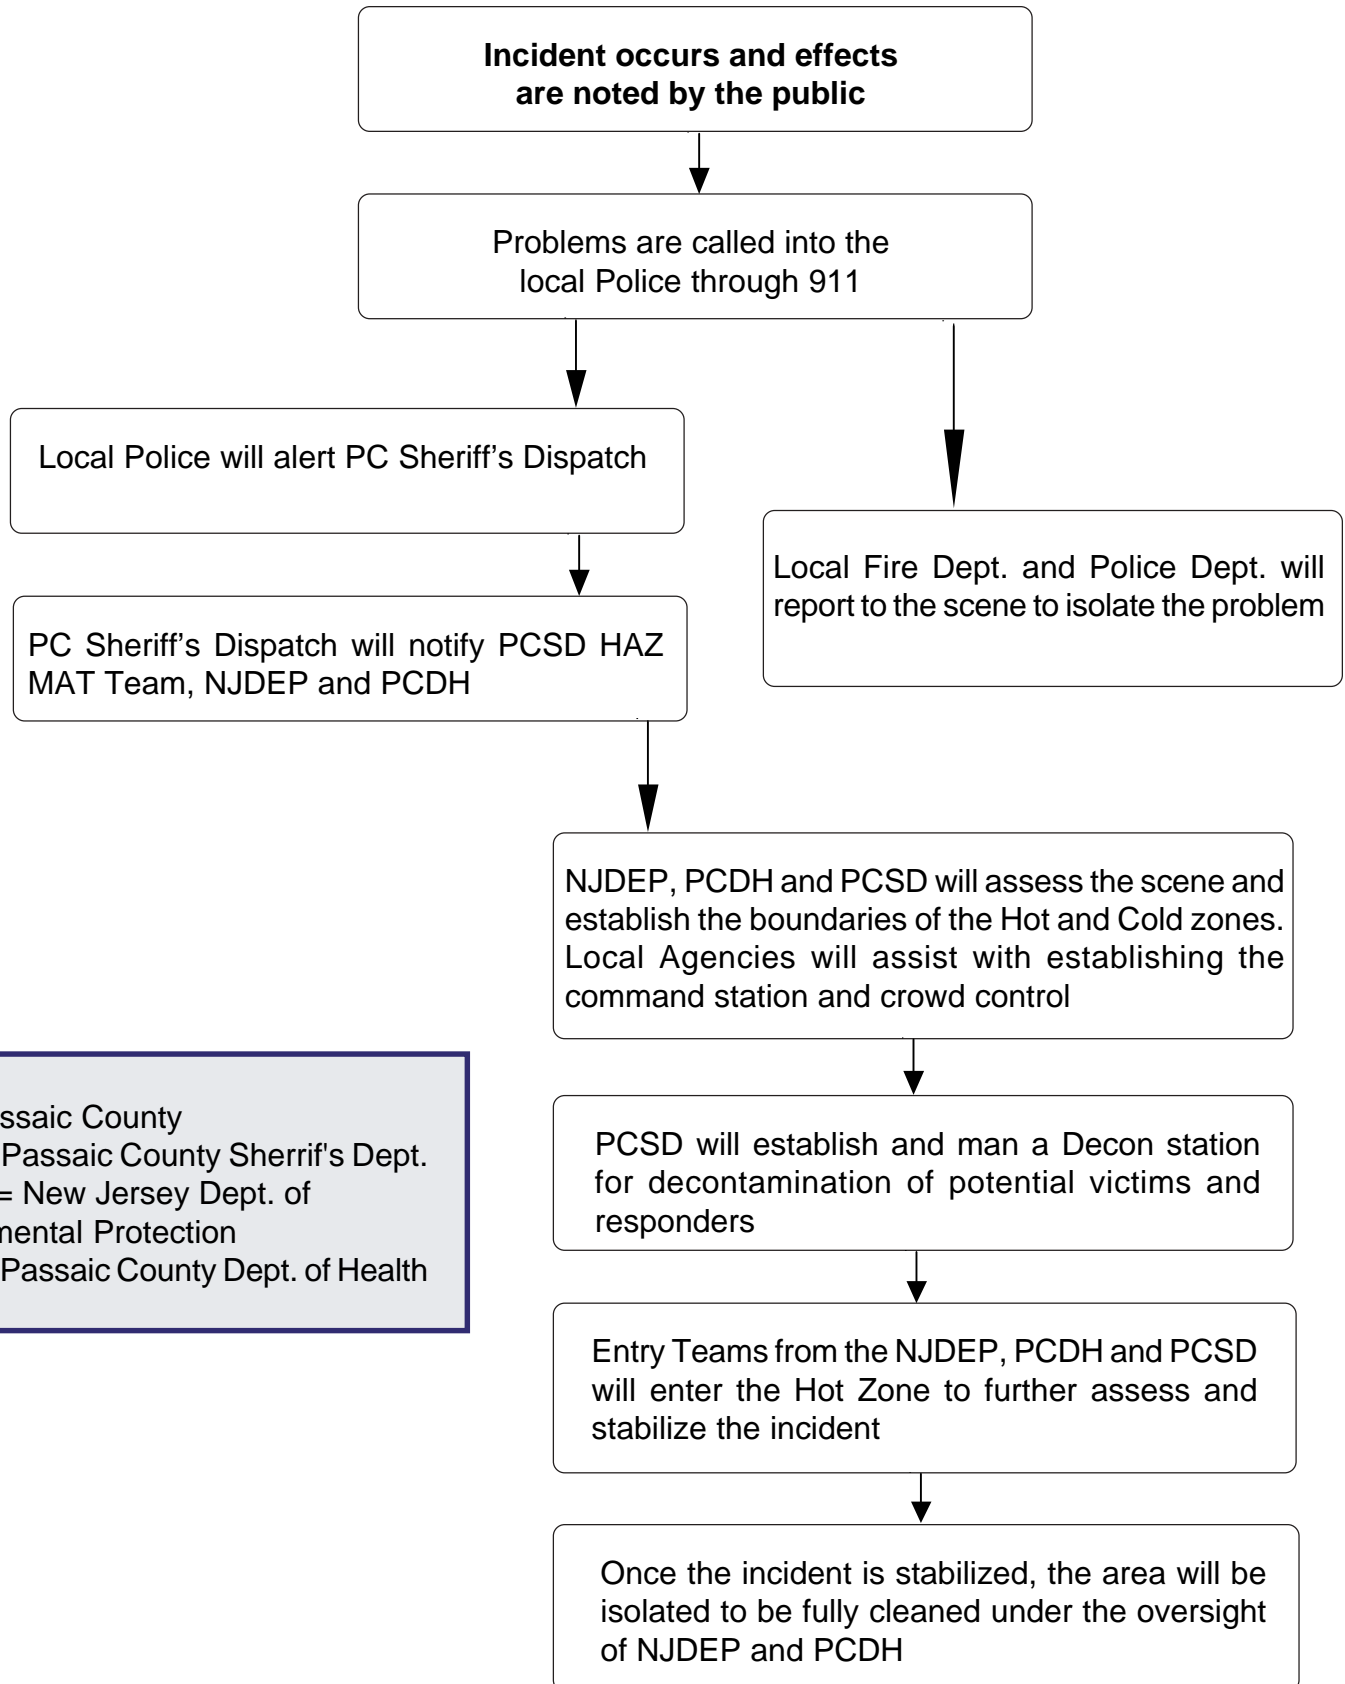 Incident occurs and effects
are noted by the public
Problems are called into the
local Police through 911
Local Police will alert PC Sheriff’s Dispatch
Local Fire Dept. and Police Dept. will
report to the scene to isolate the problem
PC Sheriff’s Dispatch will notify PCSD HAZ
MAT Team, NJDEP and PCDH
NJDEP, PCDH and PCSD will assess the scene and
establish the boundaries of the Hot and Cold zones.
Local Agencies will assist with establishing the
command station and crowd control
County
Passaic County Sherrif's Dept.
= New Jersey Dept. of
Protection
Passaic County Dept. of Health
PCSD will establish and man a Decon station
for decontamination of potential victims and
responders
Entry Teams from the NJDEP, PCDH and PCSD
will enter the Hot Zone to further assess and
stabilize the incident
Once the incident is stabilized, the area will be
isolated to be fully cleaned under the oversight
of NJDEP and PCDH